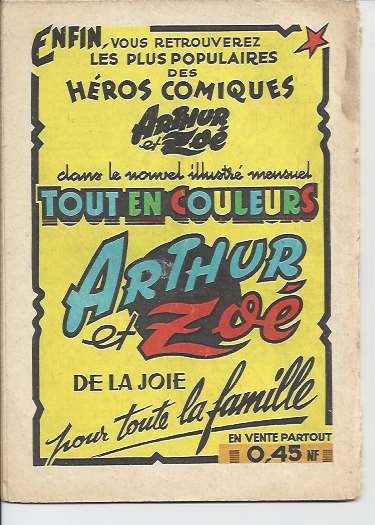 ENFIN, VOUS RETROUVEREZ
LES PLUS POPULAIRES
DES
HÉROS COMIQUES
ARTHUR
et Zoé
dans le nouvel illustré mensuel
TOUT EN COULEURS
ARTHUR
et Zoé
DE LA JOIE
pour toute la famille
EN VENTE PARTOUT
0,45 NF